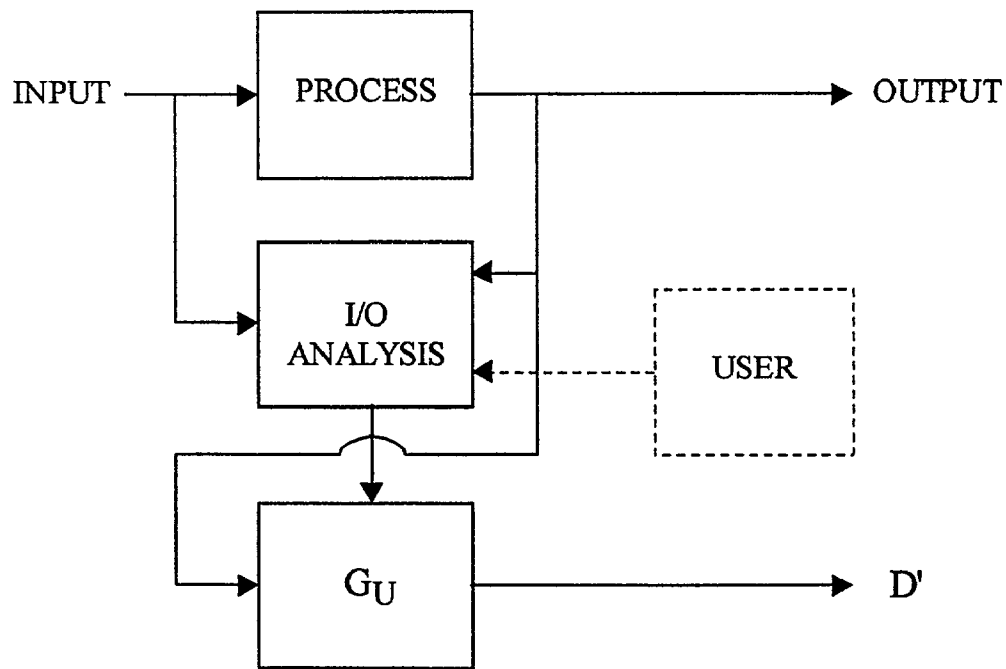 INPUT
PROCESS
OUTPUT
I/O
ANALYSIS
USER
GU
D'